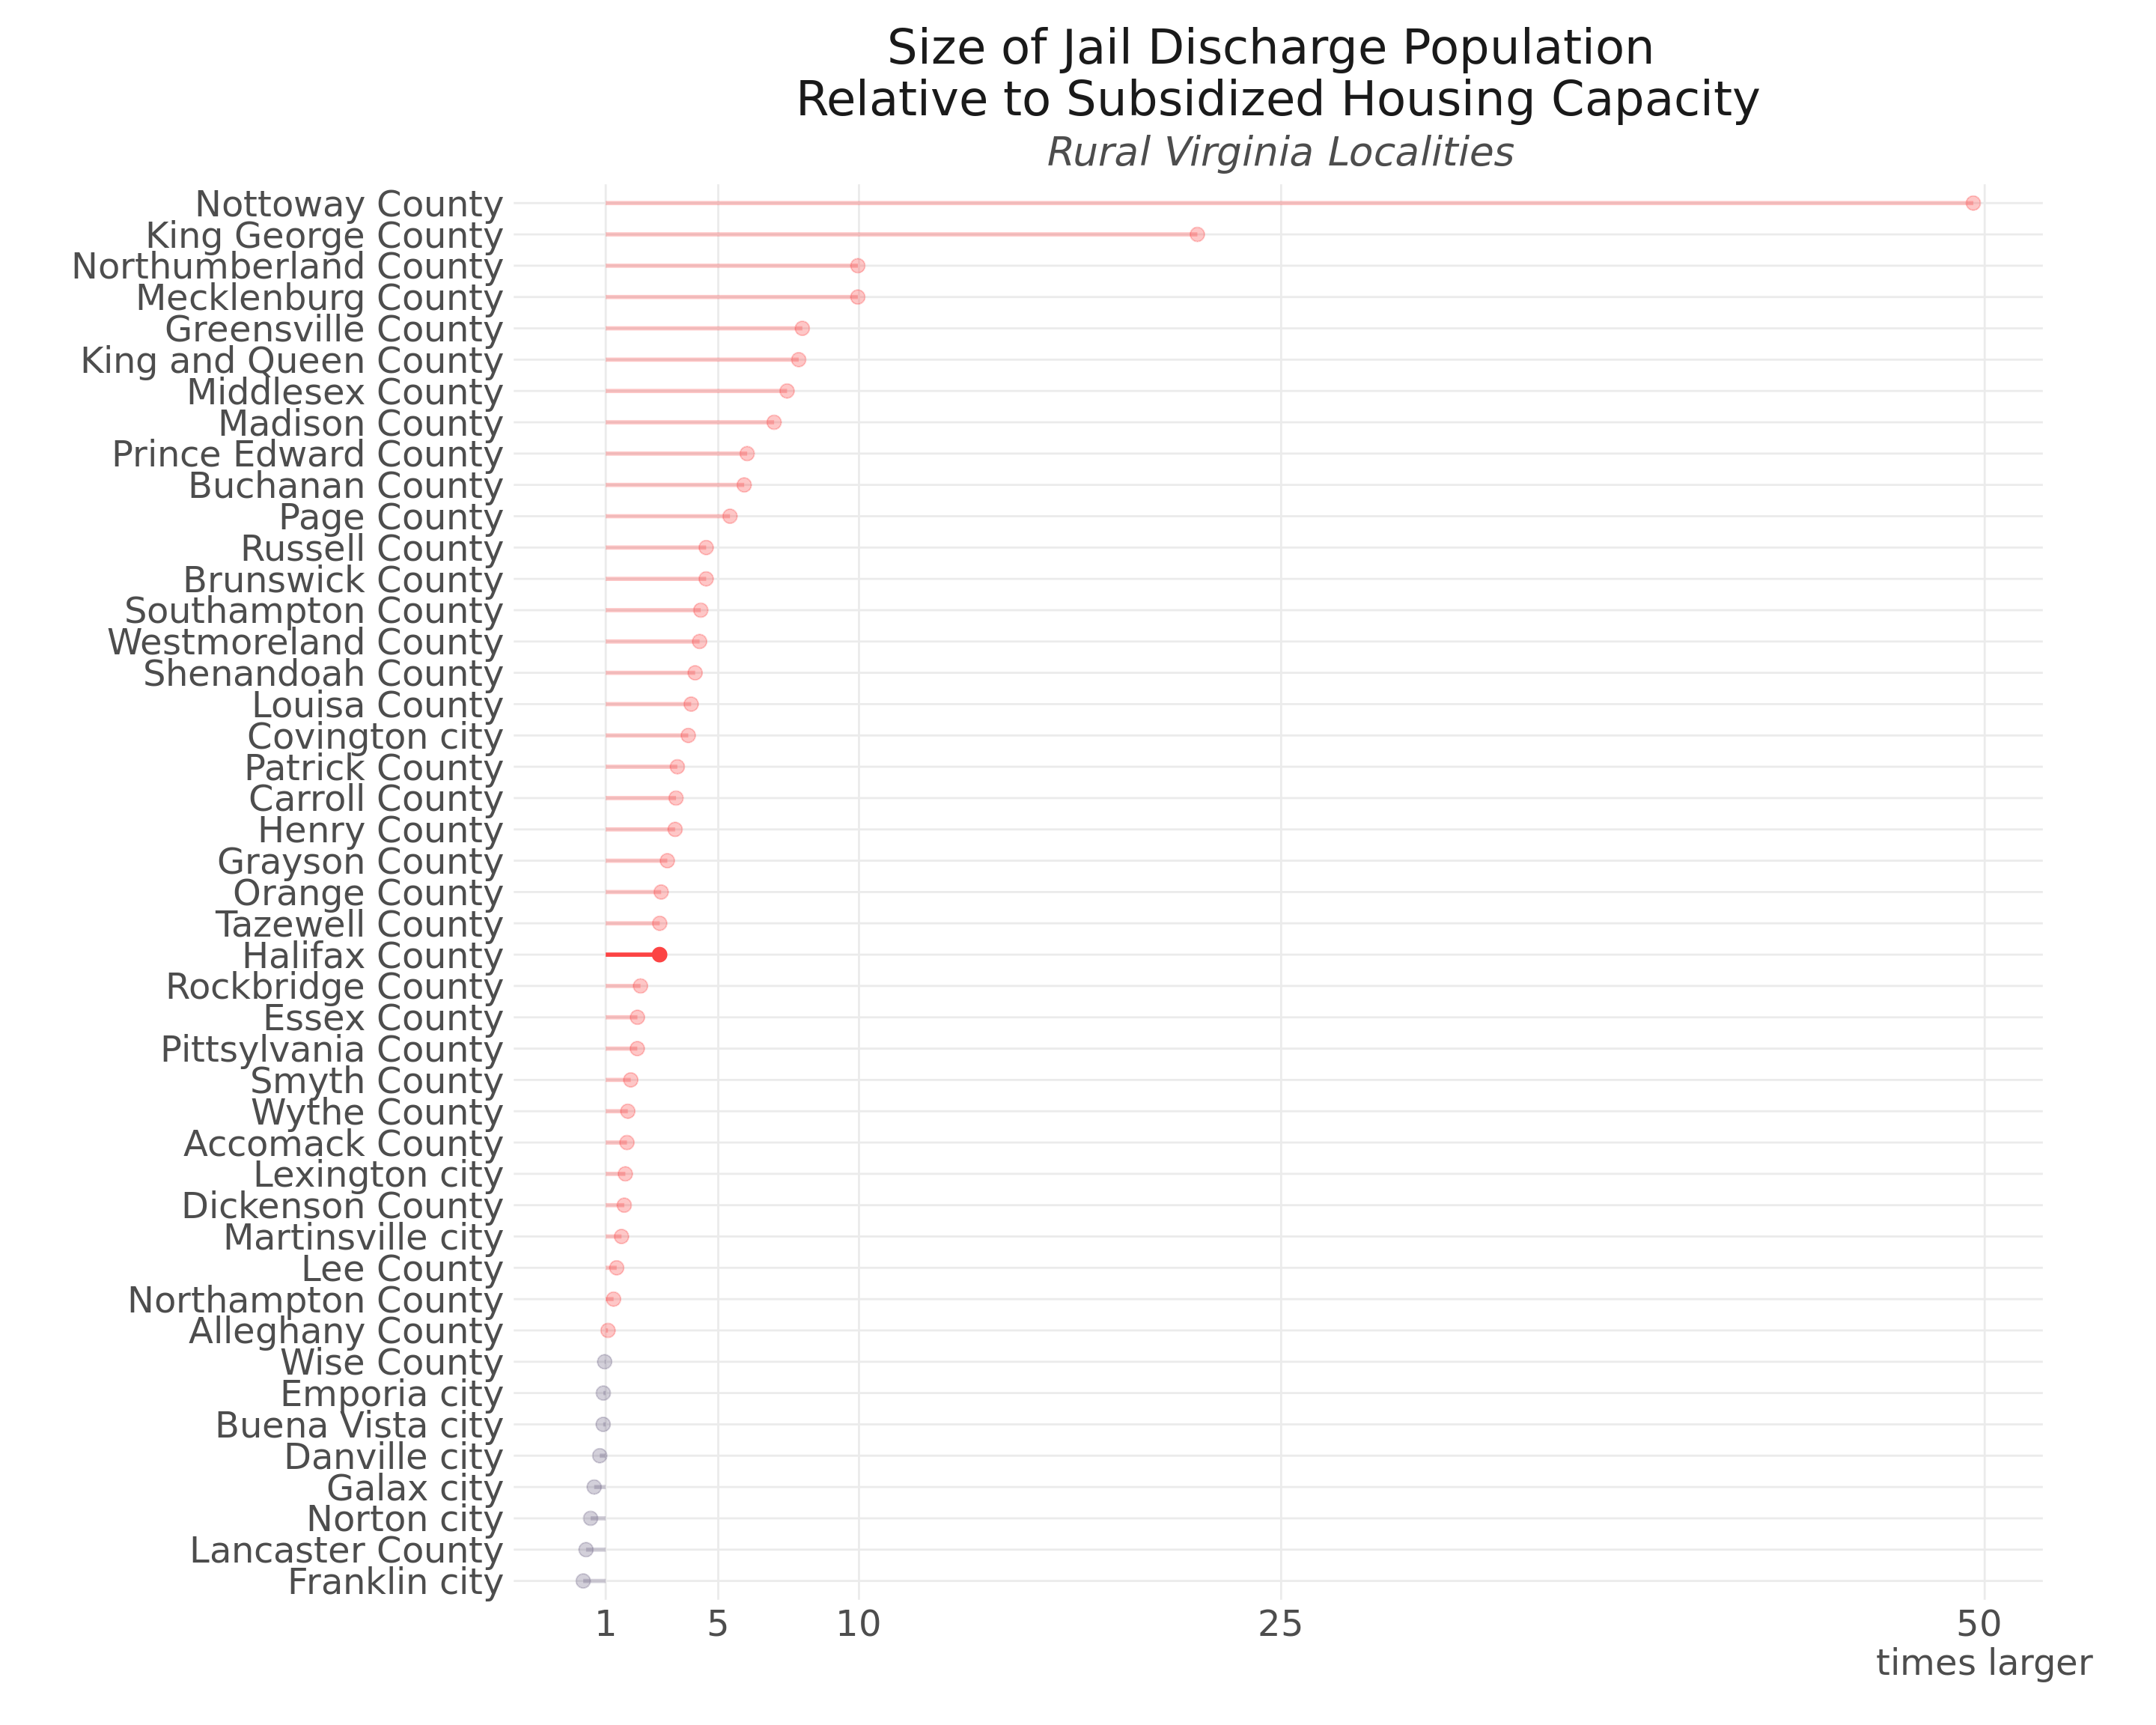 Size of Jail Discharge Population
Relative to Subsidized Housing Capacity
Rural Virginia Localities
Nottoway County
King George County
Northumberland County
Mecklenburg County
Greensville County
King and Queen County
Middlesex County
Madison County
Prince Edward County
Buchanan County
Page County
Russell County
Brunswick County
Southampton County
Westmoreland County
Shenandoah County
Louisa County
Covington city
Patrick County
Carroll County
Henry County
Grayson County
Orange County
Tazewell County
Halifax County
Rockbridge County
Essex County
Pittsylvania County
Smyth County
Wythe County
Accomack County
Lexington city
Dickenson County
Martinsville city
Lee County
Northampton County
Alleghany County
Wise County
Emporia city
Buena Vista city
Danville city
Galax city
Norton city
Lancaster County
Franklin city
1 5 10 25 50
times larger